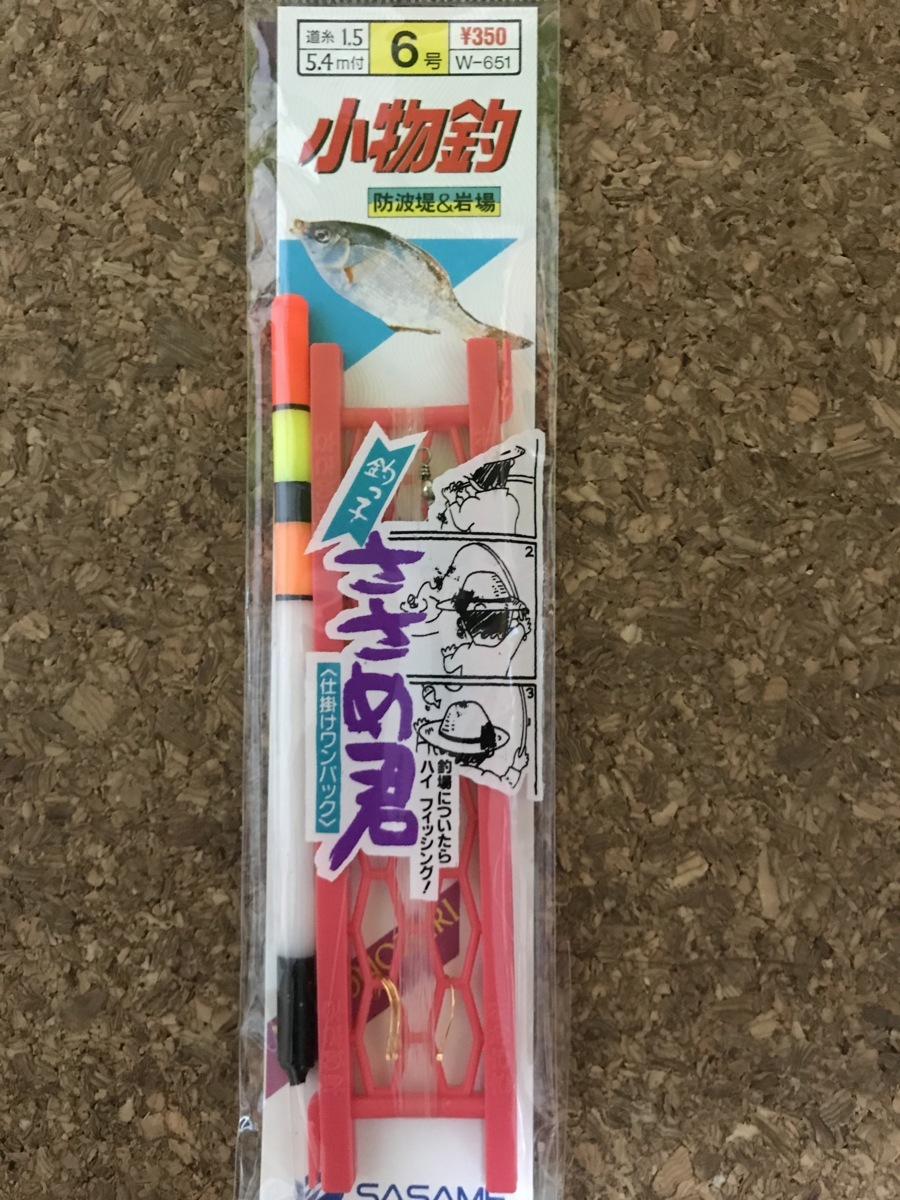 道糸 1.5
5.4m付
6号
¥350
W-651
小物釣
防波堤&岩場
釣っ子
ささめ君
〈仕掛けワンパック〉
2
3
釣場についたら
ハイ フィッシング!
SASAME